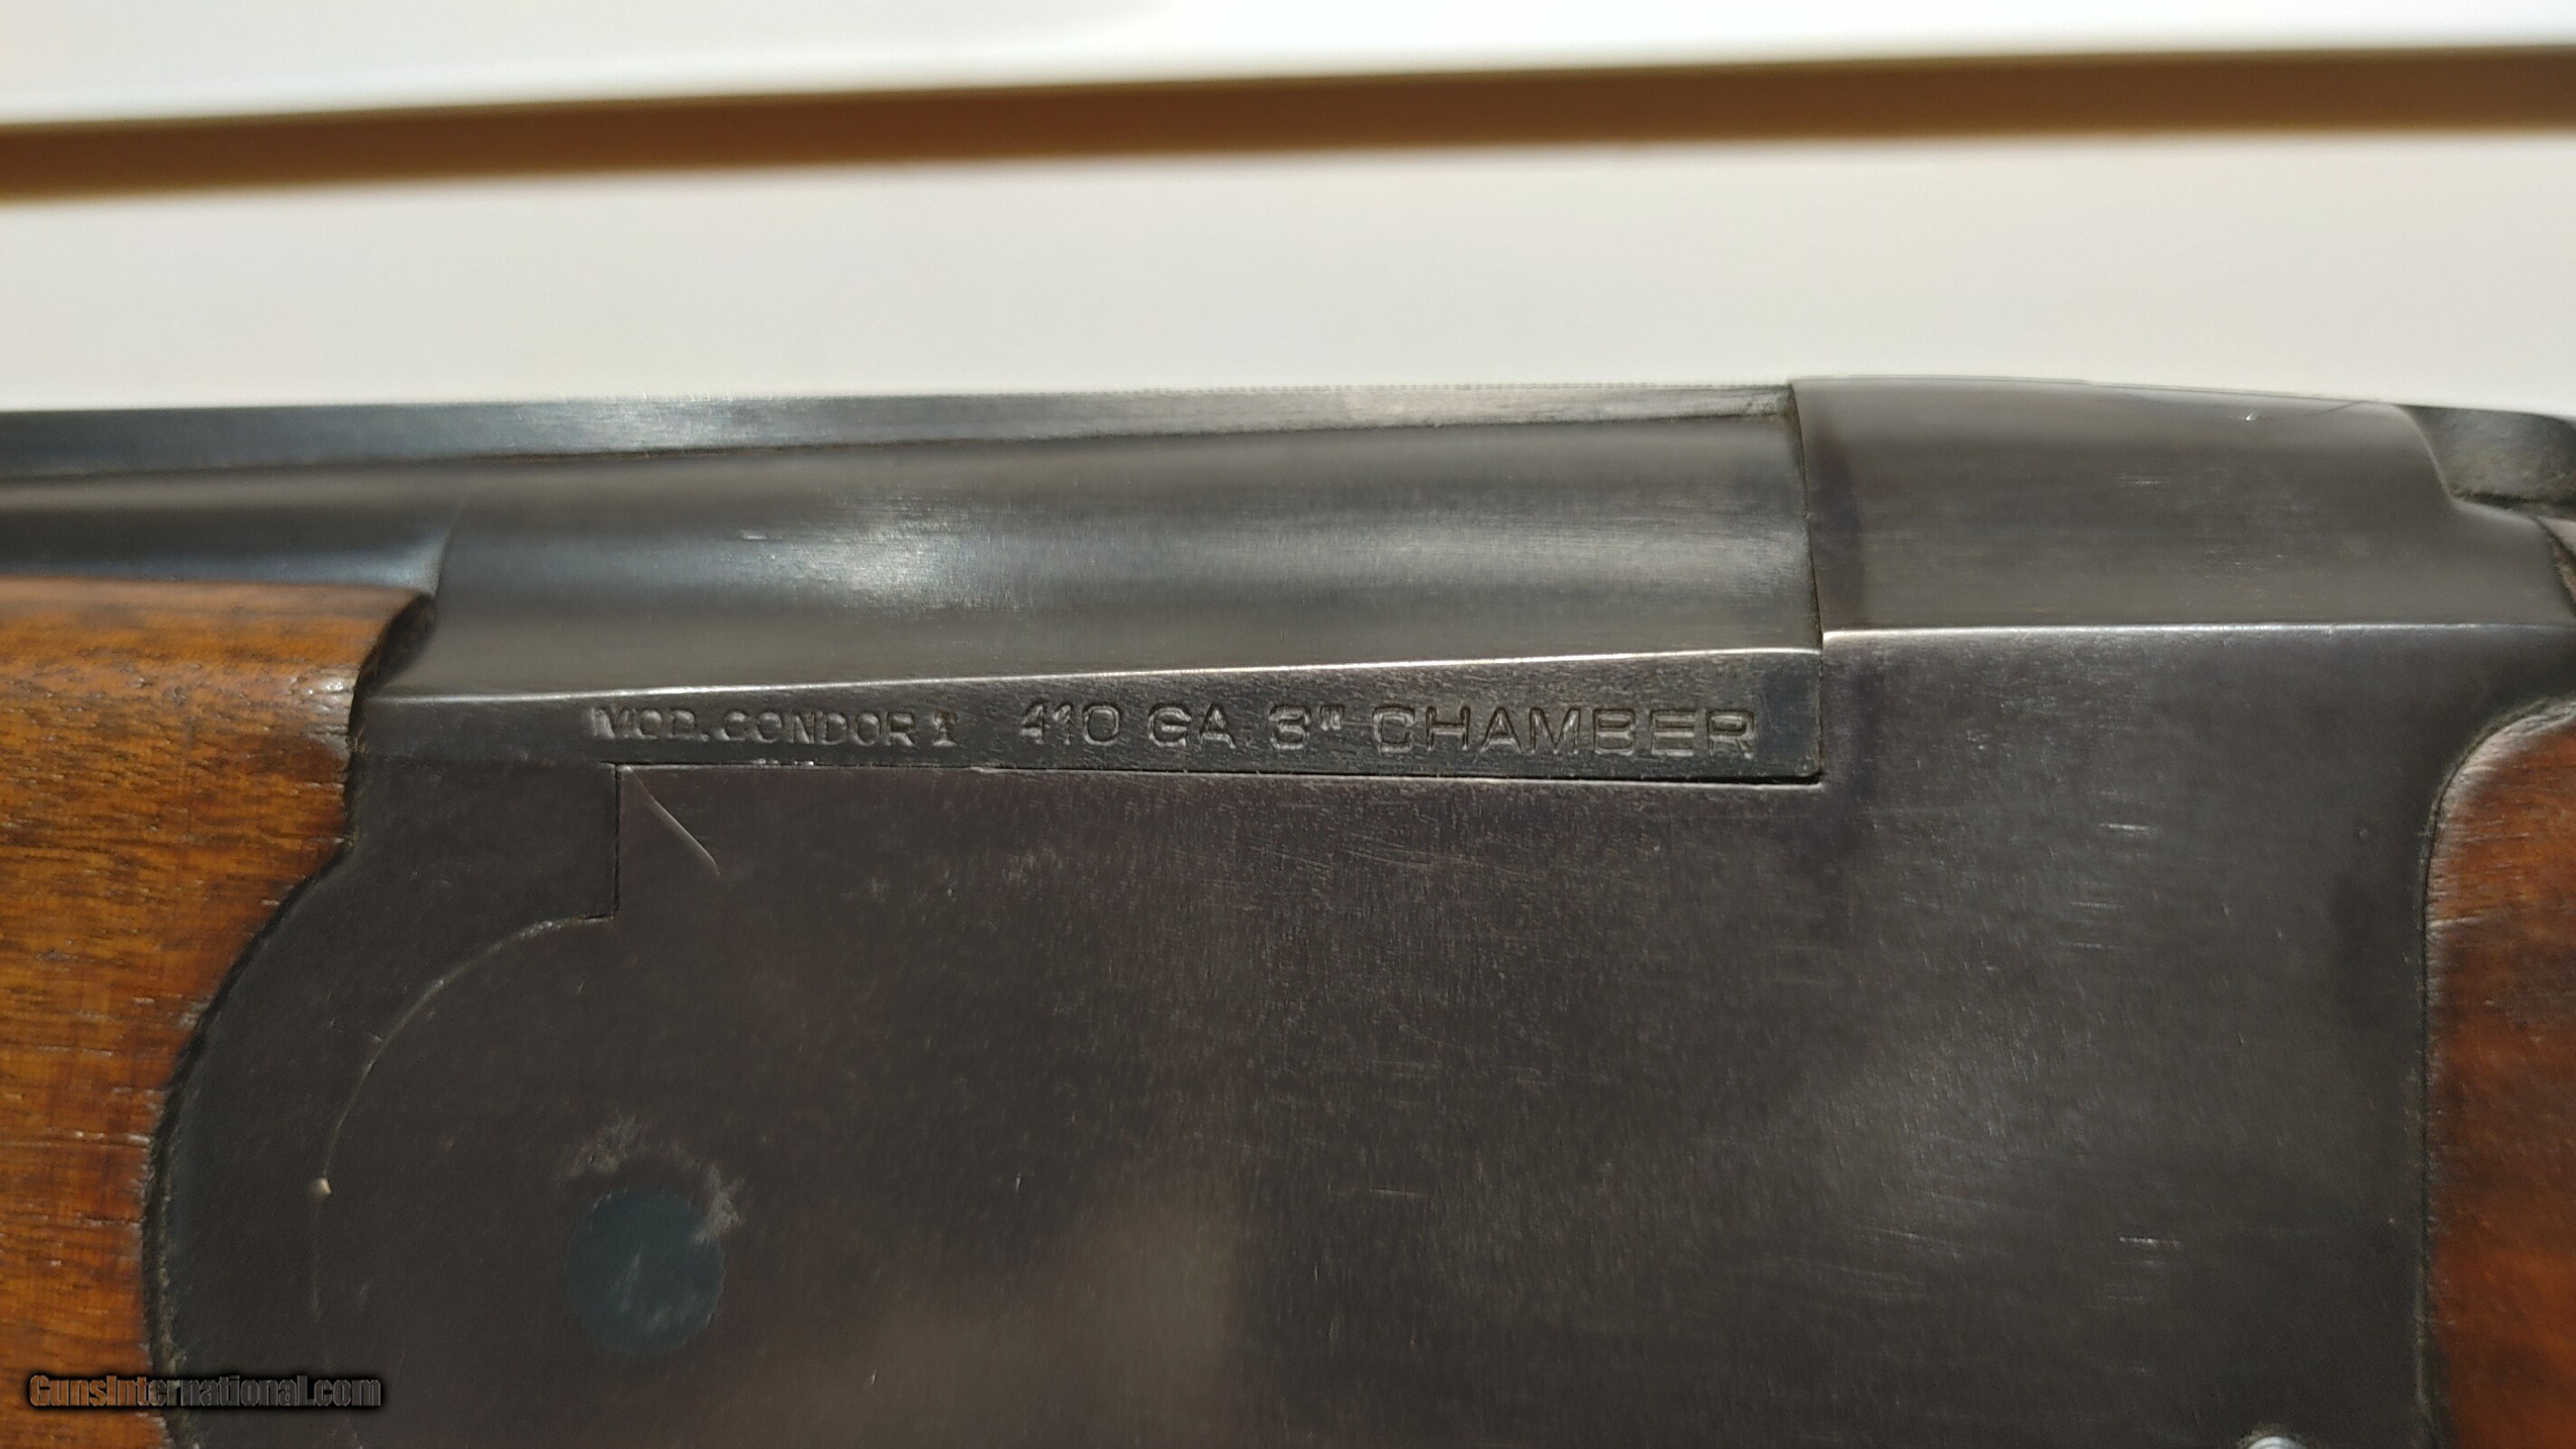 MOD.CONDOR I 410 GA 3" CHAMBER
GunsInternational.com